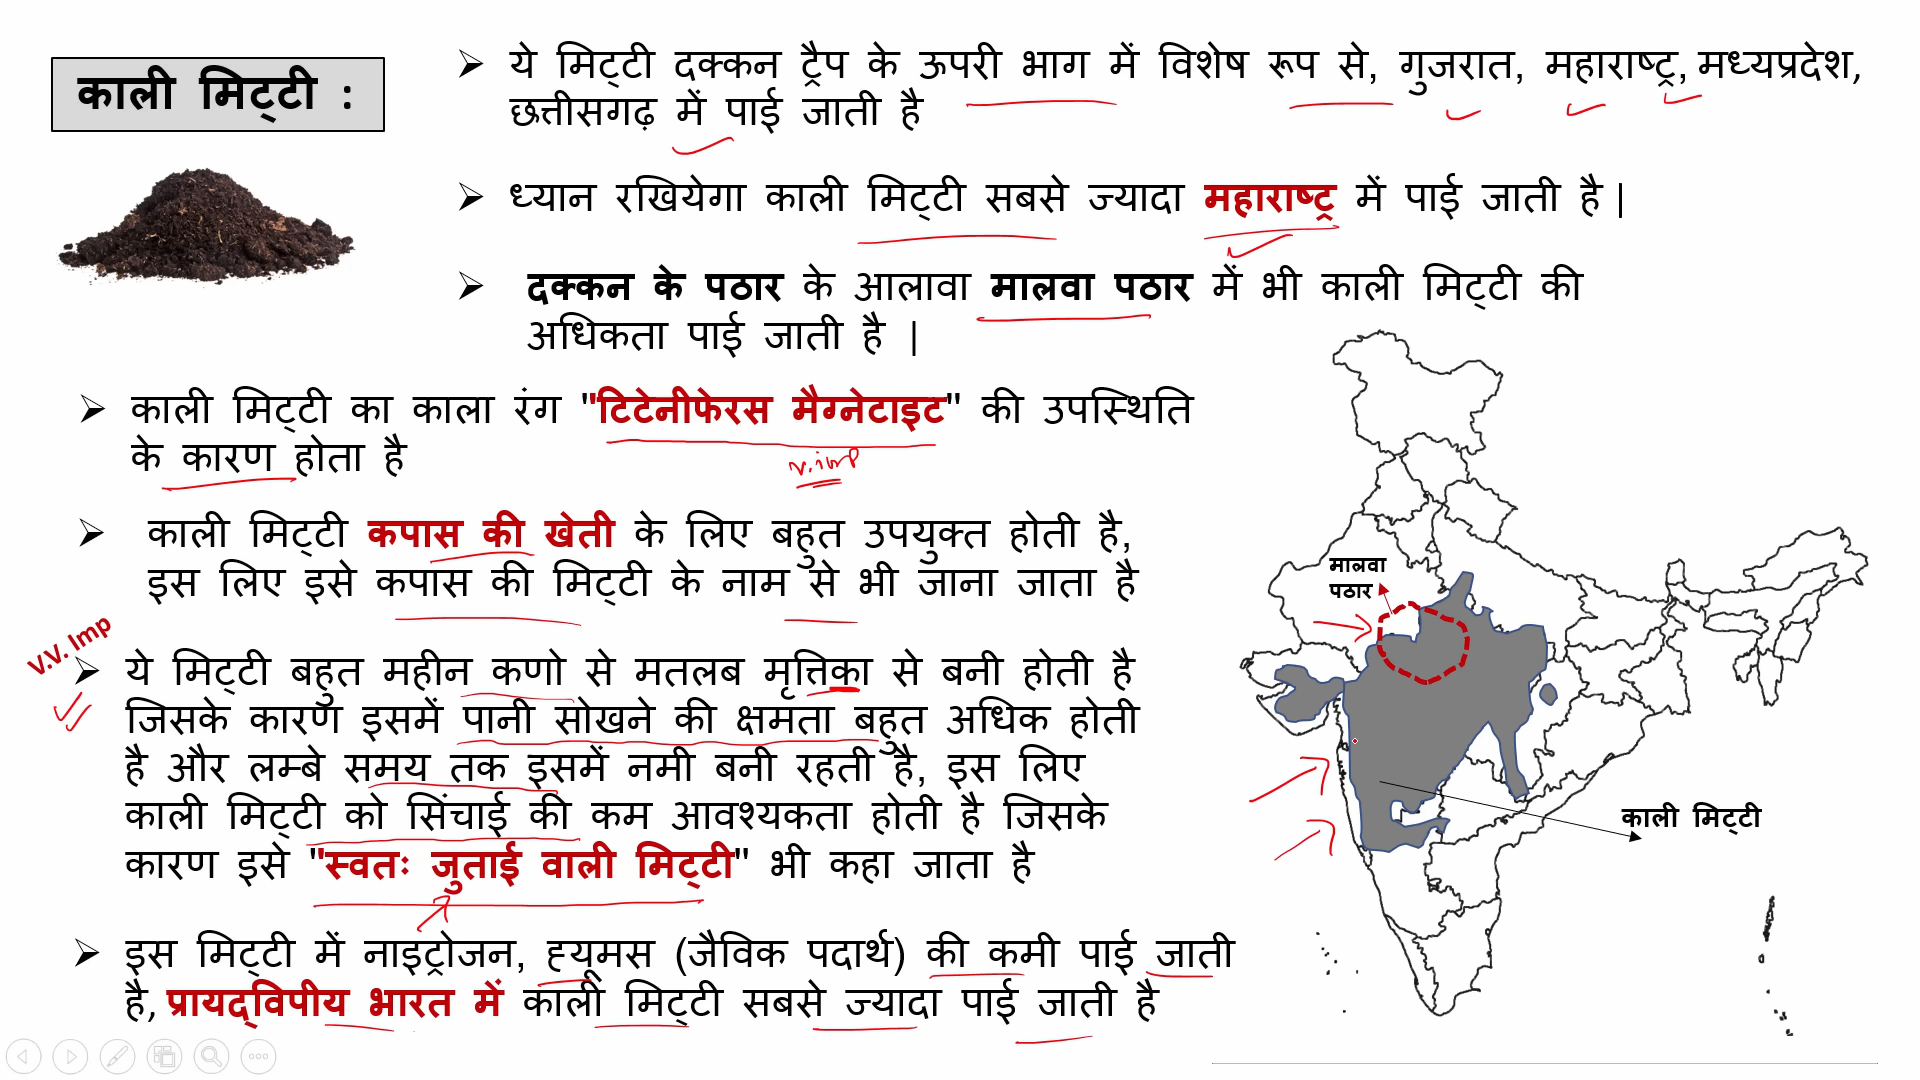 काली मिट्टी :
ये मिट्टी दक्कन ट्रैप के ऊपरी भाग में विशेष रूप से, गुजरात, महाराष्ट्र, मध्यप्रदेश,
छत्तीसगढ़ में पाई जाती है
ध्यान रखियेगा काली मिट्टी सबसे ज्यादा महाराष्ट्र में पाई जाती है |
दक्कन के पठार के आलावा मालवा पठार में भी काली मिट्टी की
अधिकता पाई जाती है |
काली मिट्टी का काला रंग "टिटेनीफेरस मैग्नेटाइट" की उपस्थिति
के कारण होता है
v.imp
काली मिट्टी कपास की खेती के लिए बहुत उपयुक्त होती है,
इस लिए इसे कपास की मिट्टी के नाम से भी जाना जाता है
V.V. Imp
ये मिट्टी बहुत महीन कणो से मतलब मृत्तिका से बनी होती है
जिसके कारण इसमें पानी सोखने की क्षमता बहुत अधिक होती
है और लम्बे समय तक इसमें नमी बनी रहती है, इस लिए
काली मिट्टी को सिंचाई की कम आवश्यकता होती है जिसके
कारण इसे "स्वतः जुताई वाली मिट्टी" भी कहा जाता है
इस मिट्टी में नाइट्रोजन, ह्यूमस (जैविक पदार्थ) की कमी पाई जाती
है, प्रायद्विपीय भारत में काली मिट्टी सबसे ज्यादा पाई जाती है
मालवा
पठार
काली मिट्टी